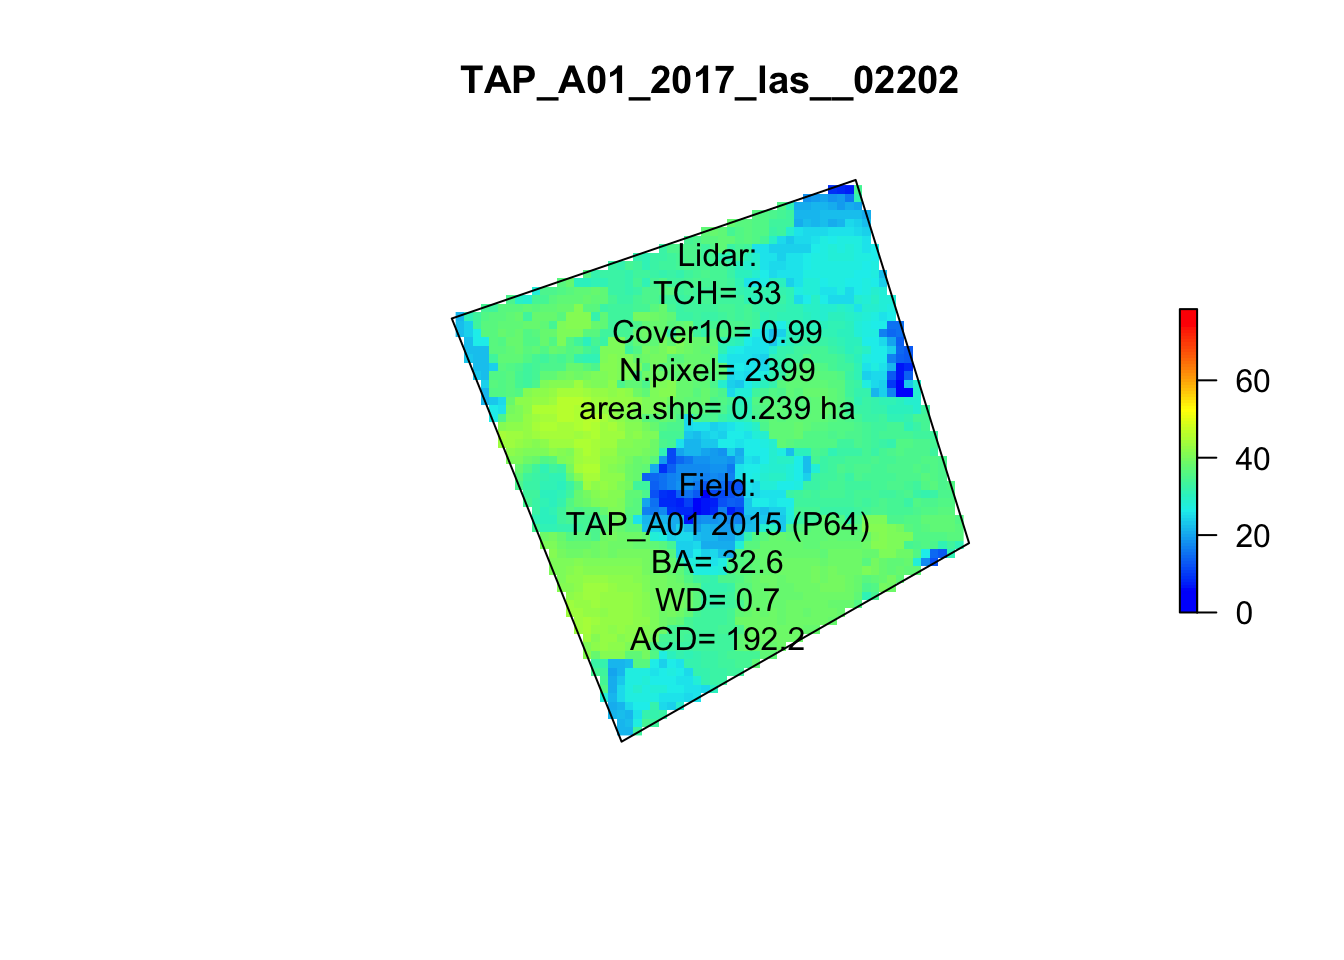 TAP_A01_2017_las__02202
Lidar:
TCH= 33
Cover10= 0.99
N.pixel= 2399
area.shp= 0.239 ha
Field:
TAP_A01 2015 (P64)
BA= 32.6
WD= 0.7
ACD= 192.2
60
40
20
0